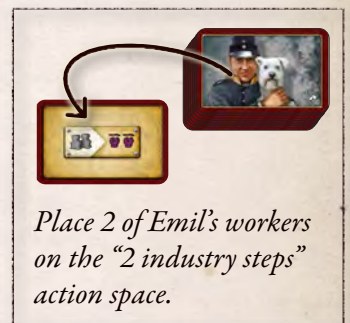 Place 2 of Emil's workers
on the “2 industry steps”
action space.